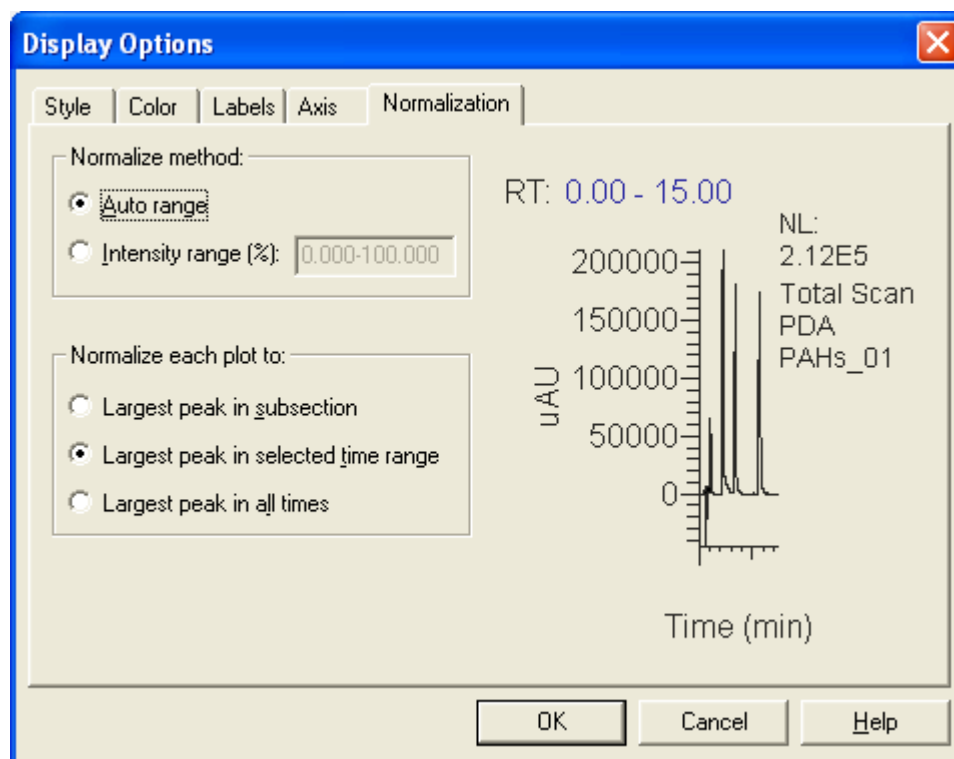 Display Options
Style
Color
Labels
Axis
Normalization
Normalize method:
Auto range
Intensity range (%):
0.000-100.000
Normalize each plot to:
Largest peak in subsection
Largest peak in selected time range
Largest peak in all times
RT: 0.00 - 15.00
NL:
2.12E5
Total Scan
PDA
PAHs_01
200000
150000
100000
50000
0
uAU
Time (min)
OK
Cancel
Help